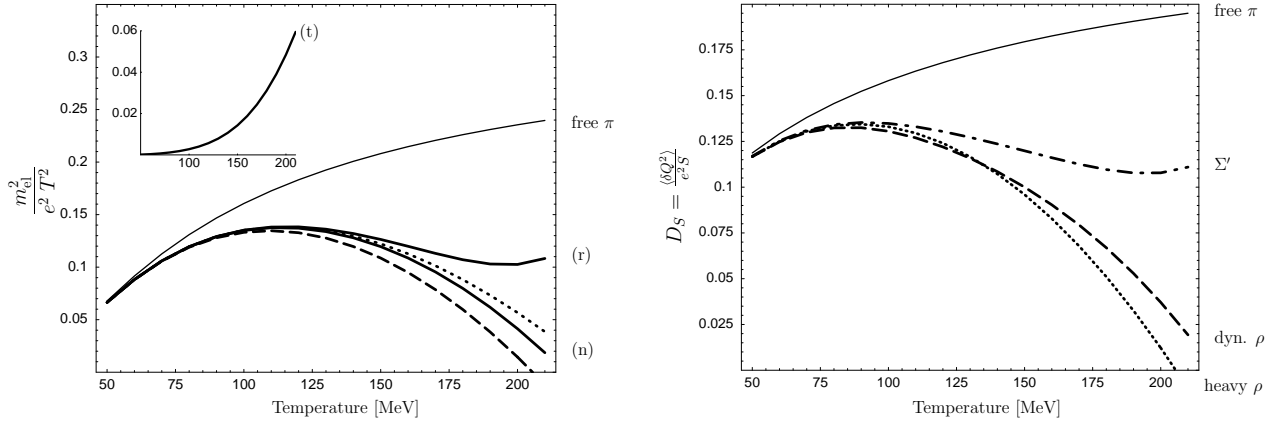 0.06
0.04
0.02
100 150 200
(t)
0.3
0.25
0.2
0.15
0.1
0.05
m²ₑₗ / e² T²
free π
(r)
(n)
50 75 100 125 150 175 200
Temperature [MeV]
0.175
0.15
0.125
0.1
0.075
0.05
0.025
D_S = ⟨δQ²⟩ / e²S
free π
Σ′
dyn. ρ
heavy ρ
50 75 100 125 150 175 200
Temperature [MeV]